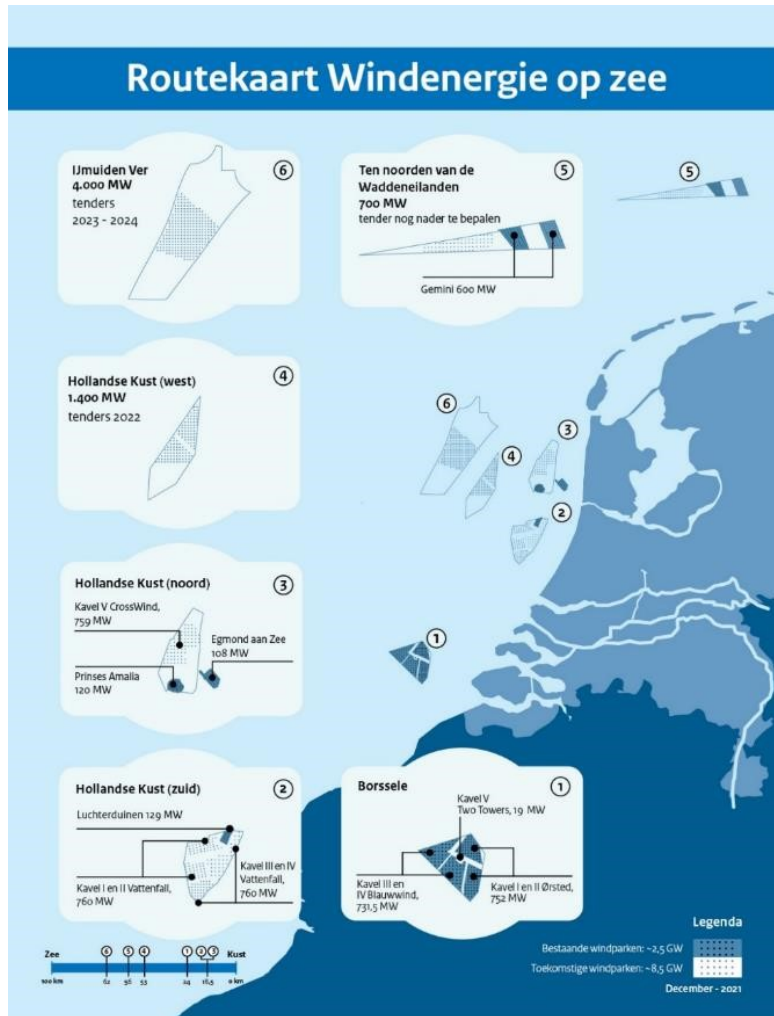 Routekaart Windenergie op zee
IJmuiden Ver
4.000 MW
tenders
2023 - 2024
6
Ten noorden van de
Waddeneilanden
700 MW
tender nog nader te bepalen
5
Gemini 600 MW
5
Hollandse Kust (west)
1.400 MW
tenders 2022
4
6
4
3
2
1
Hollandse Kust (noord)
3
Kavel V CrossWind,
759 MW
Egmond aan Zee
108 MW
Prinses Amalia
120 MW
Hollandse Kust (zuid)
2
Luchterduinen 129 MW
Kavel I en II Vattenfall,
760 MW
Kavel III en IV
Vattenfall,
760 MW
Borssele
1
Kavel V
Two Towers, 19 MW
Kavel III en
IV Blauwwind,
731,5 MW
Kavel I en II Ørsted,
752 MW
Zee
6 5 4 1 2 3
Kust
100 km
62
56
53
24
18,5
0 km
Legenda
Bestaande windparken: ~2,5 GW
Toekomstige windparken: ~8,5 GW
December - 2021